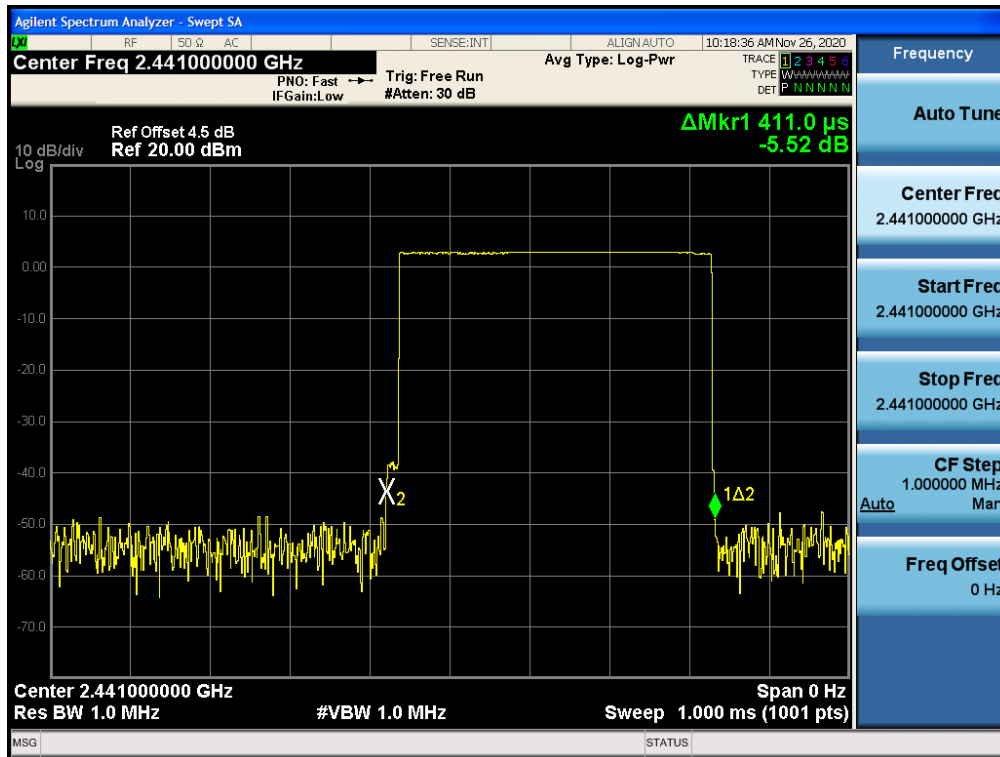 Agilent Spectrum Analyzer - Swept SA
LXI RF 50 Ω AC SENSE:INT ALIGN AUTO 10:18:36 AM Nov 26, 2020
Center Freq 2.441000000 GHz
PNO: Fast
IFGain:Low
Trig: Free Run
#Atten: 30 dB
Avg Type: Log-Pwr
TRACE 1 2 3 4 5 6
TYPE W
DET P N N N N N
Frequency
Auto Tune
Center Freq
2.441000000 GHz
Start Freq
2.441000000 GHz
Stop Freq
2.441000000 GHz
CF Step
1.000000 MHz
Auto Man
Freq Offset
0 Hz
ΔMkr1 411.0 µs
-5.52 dB
Ref Offset 4.5 dB
10 dB/div Ref 20.00 dBm
Log
10.0
0.00
-10.0
-20.0
-30.0
-40.0
-50.0
-60.0
-70.0
X2
1Δ2
Center 2.441000000 GHz Span 0 Hz
Res BW 1.0 MHz #VBW 1.0 MHz Sweep 1.000 ms (1001 pts)
MSG STATUS